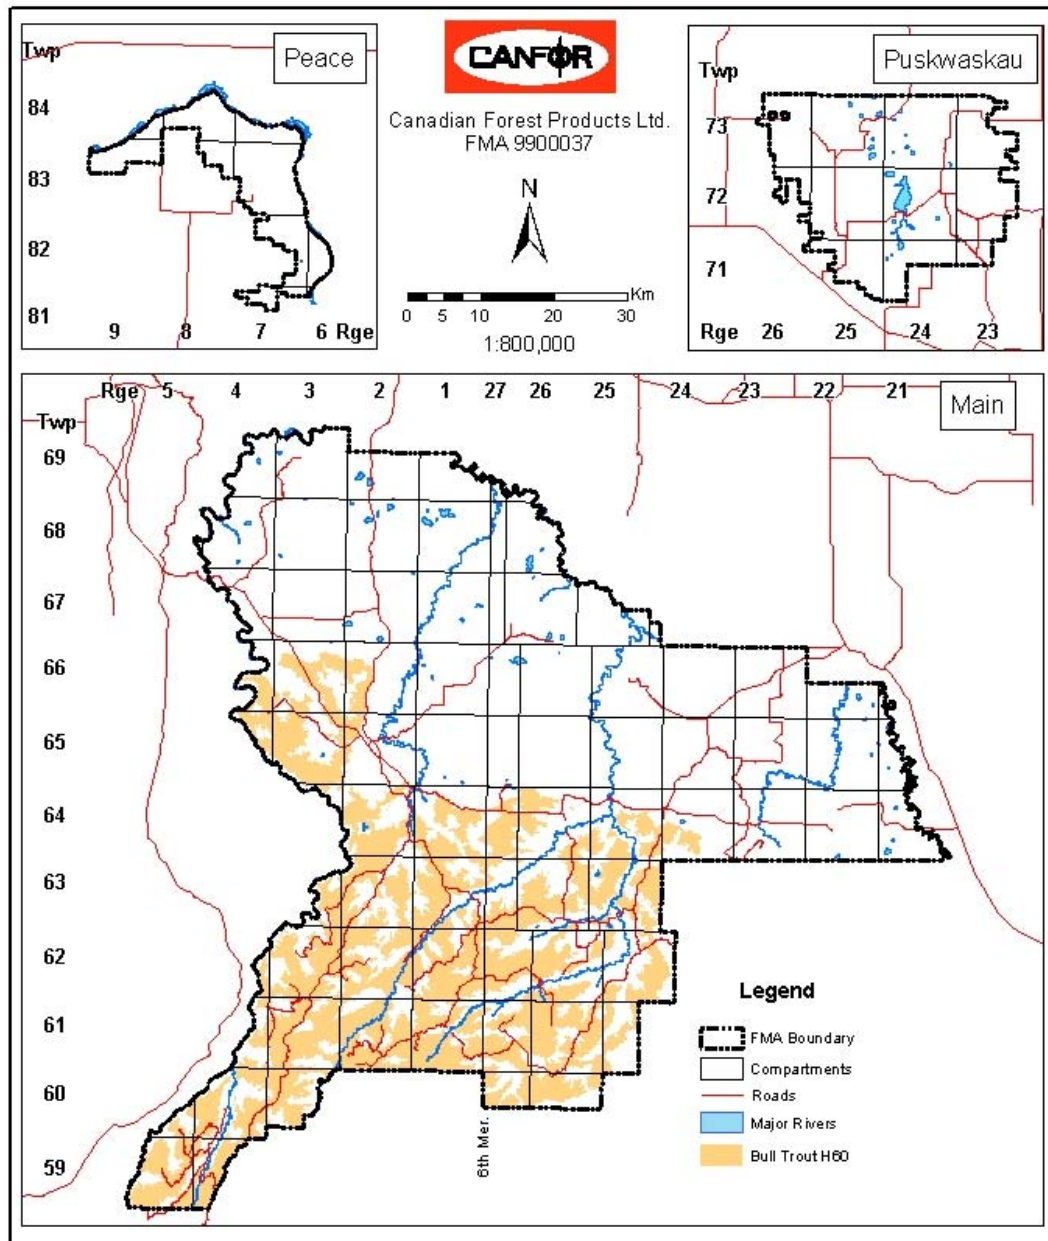 Twp
Peace
84
83
82
81
9 8 7 6 Rge
CANFOR
Canadian Forest Products Ltd.
FMA 9900037
N
Km
0 5 10 20 30
1:800,000
Puskwaskau
Twp
73
72
71
Rge 26 25 24 23
Rge 5 4 3 2 1 27 26 25 24 23 22 21
Main
Twp
69
68
67
66
65
64
63
62
61
60
59
6th Mer.
Legend
FMA Boundary
Compartments
Roads
Major Rivers
Bull Trout H60